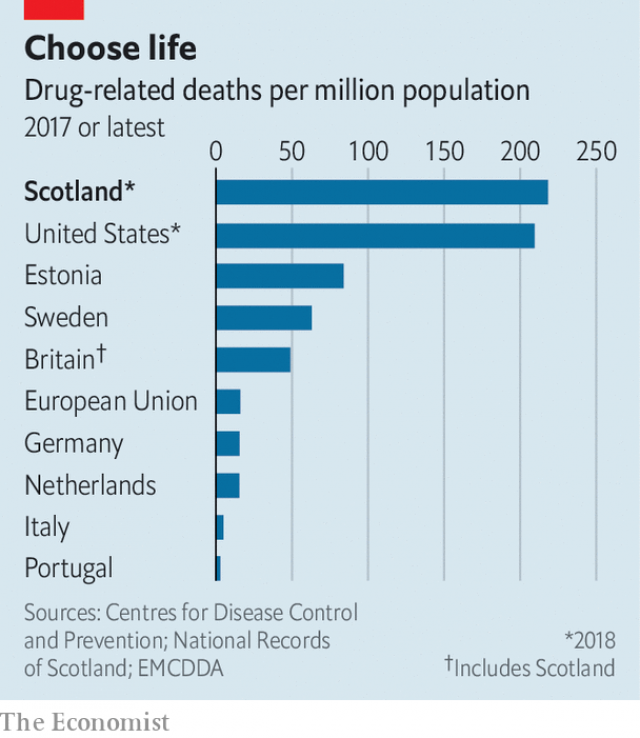 Choose life
Drug-related deaths per million population
2017 or latest
0 50 100 150 200 250
Scotland*
United States*
Estonia
Sweden
Britain†
European Union
Germany
Netherlands
Italy
Portugal
Sources: Centres for Disease Control
and Prevention; National Records
of Scotland; EMCDDA
*2018
†Includes Scotland
The Economist